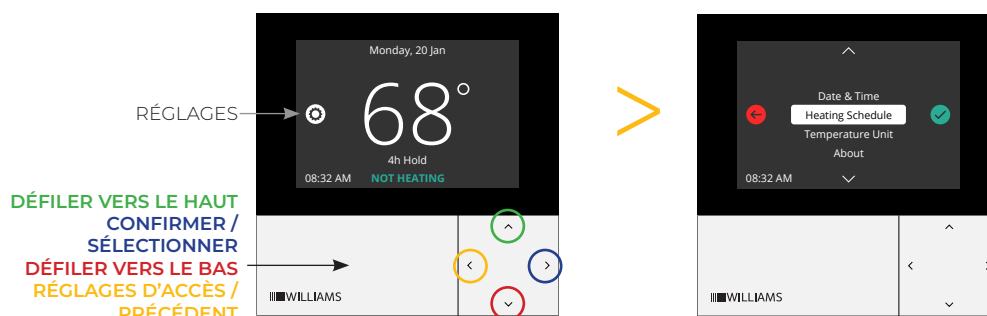 Monday, 20 Jan
RÉGLAGES
68°
4h Hold
08:32 AM NOT HEATING
DÉFILER VERS LE HAUT
CONFIRMER /
SÉLECTIONNER
DÉFILER VERS LE BAS
RÉGLAGES D'ACCÈS /
PRÉCÉDENT
WILLIAMS
>
Date & Time
Heating Schedule
Temperature Unit
About
08:32 AM
WILLIAMS